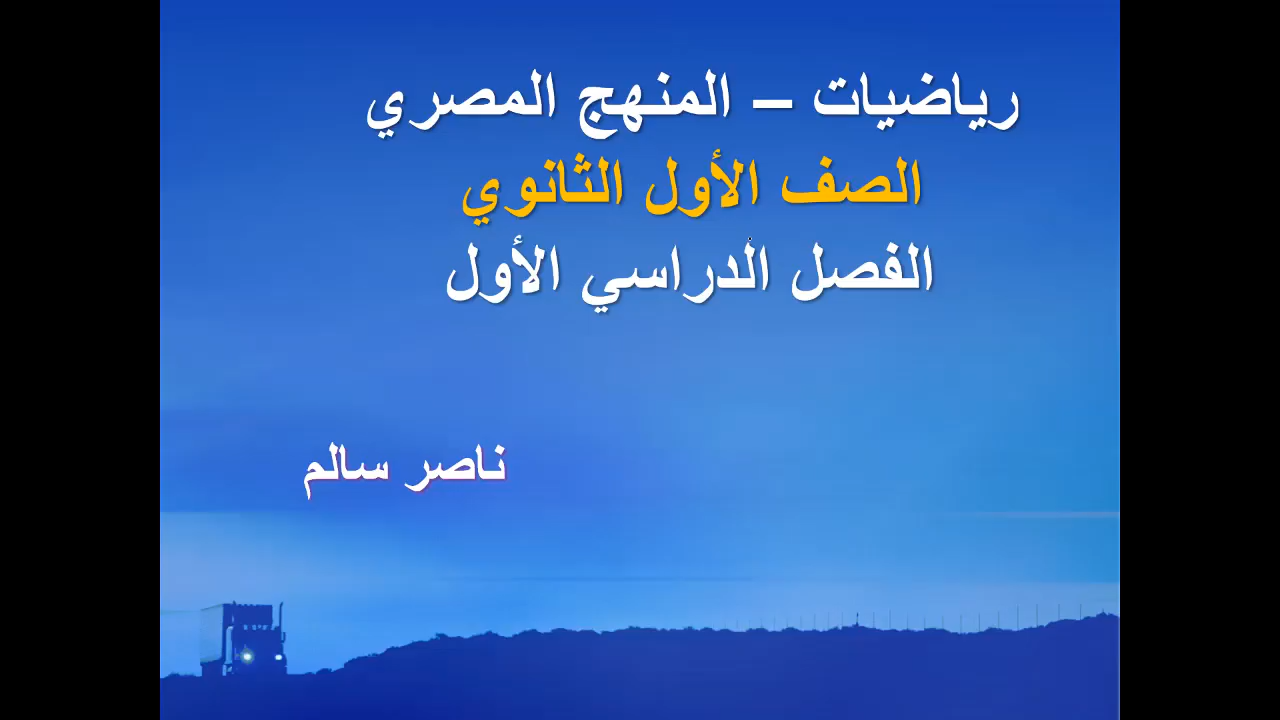 رياضيات – المنهج المصري
الصف الأول الثانوي
الفصل الدراسي الأول
ناصر سالم